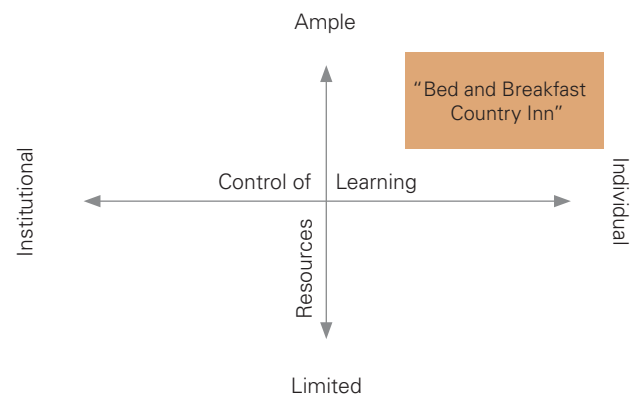 Ample
“Bed and Breakfast
Country Inn”
Control of Learning
Institutional
Individual
Resources
Limited